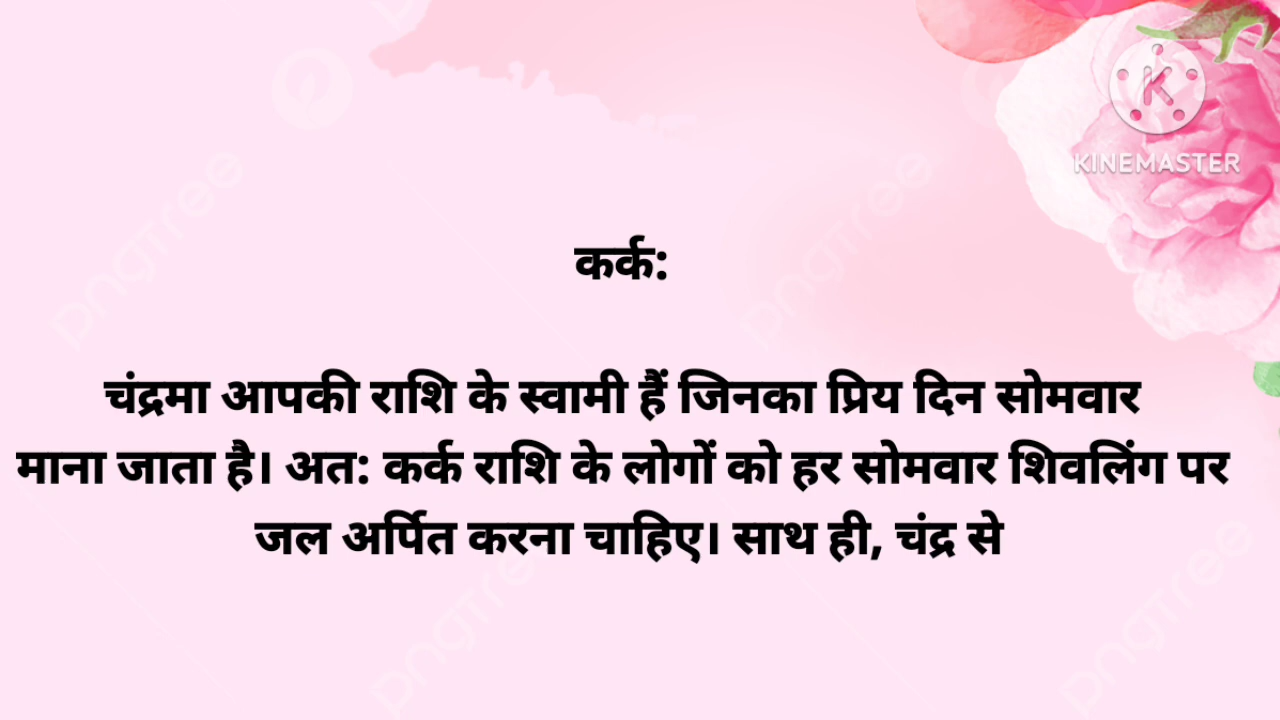 KINEMASTER
कर्क:
चंद्रमा आपकी राशि के स्वामी हैं जिनका प्रिय दिन सोमवार
माना जाता है। अत: कर्क राशि के लोगों को हर सोमवार शिवलिंग पर
जल अर्पित करना चाहिए। साथ ही, चंद्र से